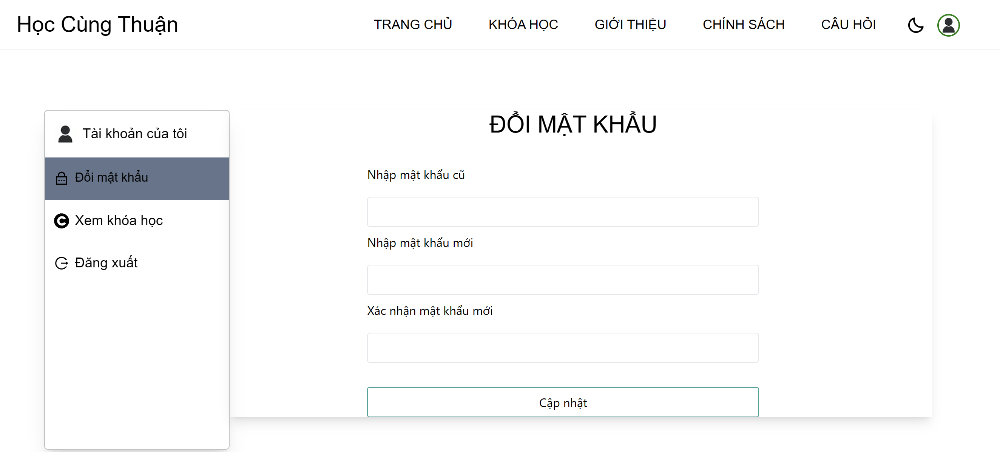 Học Cùng Thuận
TRANG CHỦ KHÓA HỌC GIỚI THIỆU CHÍNH SÁCH CÂU HỎI
Tài khoản của tôi
Đổi mật khẩu
Xem khóa học
Đăng xuất
ĐỔI MẬT KHẨU
Nhập mật khẩu cũ
Nhập mật khẩu mới
Xác nhận mật khẩu mới
Cập nhật